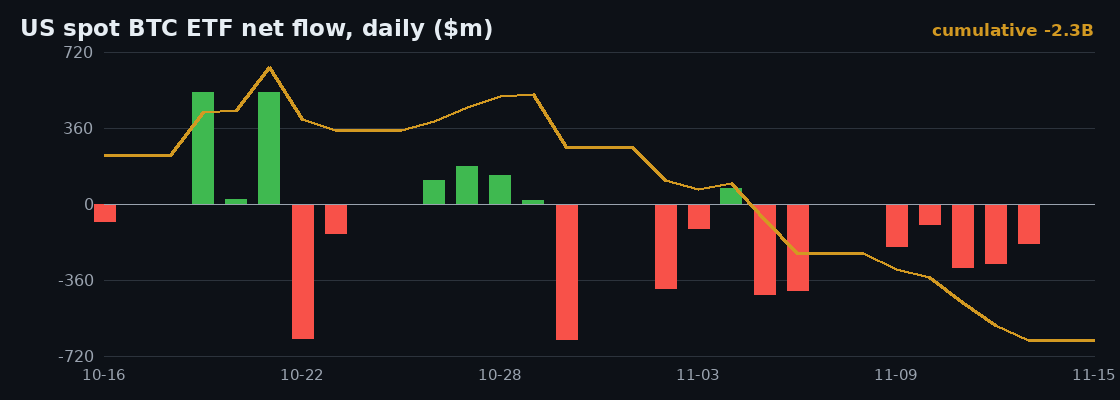 US spot BTC ETF net flow, daily ($m)
cumulative -2.3B
720
360
0
-360
-720
10-16 10-22 10-28 11-03 11-09 11-15